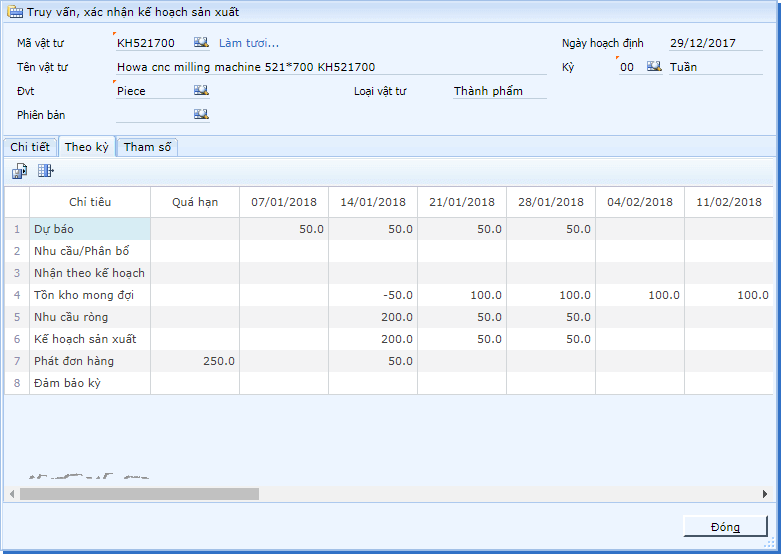 Truy vấn, xác nhận kế hoạch sản xuất
Mã vật tư KH521700 Làm tươi... Ngày hoạch định 29/12/2017
Tên vật tư Howa cnc milling machine 521*700 KH521700 Kỳ 00 Tuần
Đvt Piece Loại vật tư Thành phẩm
Phiên bản
Chi tiết Theo kỳ Tham số
Chỉ tiêu Quá hạn 07/01/2018 14/01/2018 21/01/2018 28/01/2018 04/02/2018 11/02/2018
1 Dự báo 50.0 50.0 50.0 50.0
2 Nhu cầu/Phân bổ
3 Nhận theo kế hoạch
4 Tồn kho mong đợi -50.0 100.0 100.0 100.0 100.0
5 Nhu cầu ròng 200.0 50.0 50.0
6 Kế hoạch sản xuất 200.0 50.0 50.0
7 Phát đơn hàng 250.0 50.0
8 Đảm bảo kỳ
Đóng